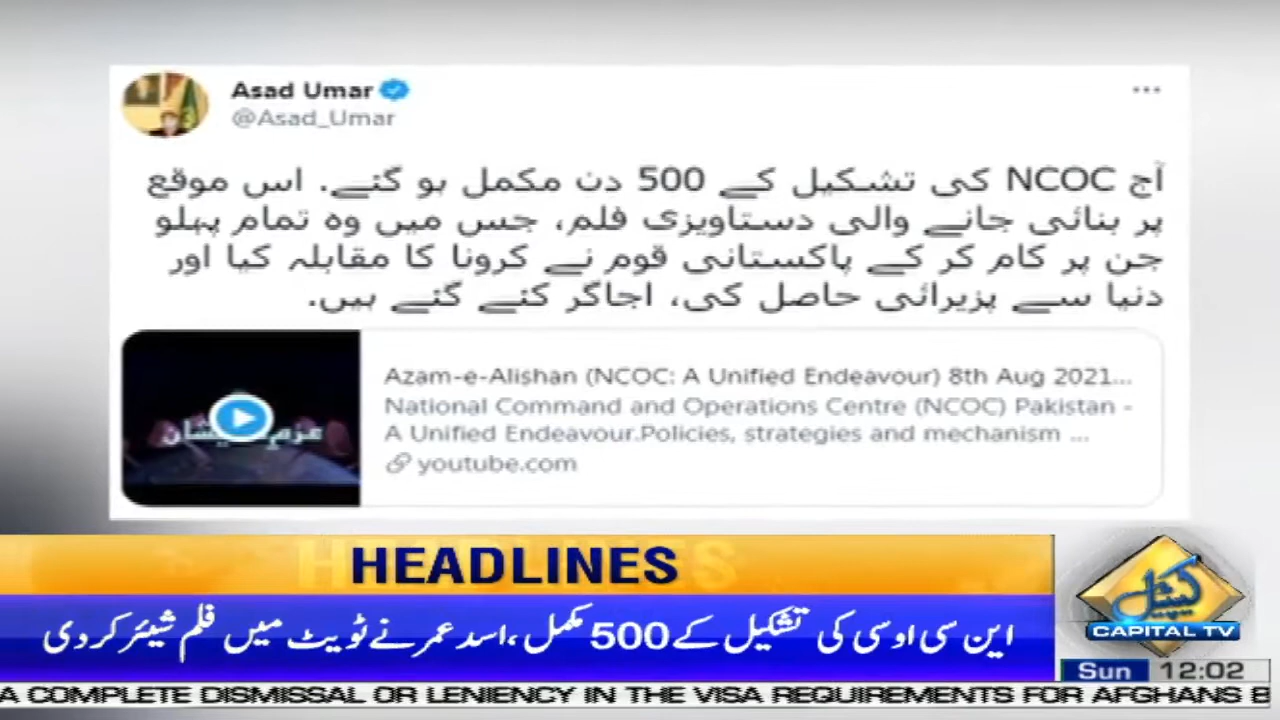 Asad Umar
@Asad_Umar
آج NCOC کی تشکیل کے 500 دن مکمل ہو گئے۔ اس موقع
پر بنائی جانے والی دستاویزی فلم، جس میں وہ تمام پہلو
جن پر کام کر کے پاکستانی قوم نے کرونا کا مقابلہ کیا اور
دنیا سے پزیرائی حاصل کی، اجاگر کئے گئے ہیں۔
Azam-e-Alishan (NCOC: A Unified Endeavour) 8th Aug 2021...
National Command and Operations Centre (NCOC) Pakistan -
A Unified Endeavour.Policies, strategies and mechanism ...
youtube.com
HEADLINES
این سی او سی کی تشکیل کے 500 مکمل، اسد عمر نے ٹویٹ میں فلم شیئر کر دی
کیپیٹل
CAPITAL TV
Sun 12:02
A COMPLETE DISMISSAL OR LENIENCY IN THE VISA REQUIREMENTS FOR AFGHANS